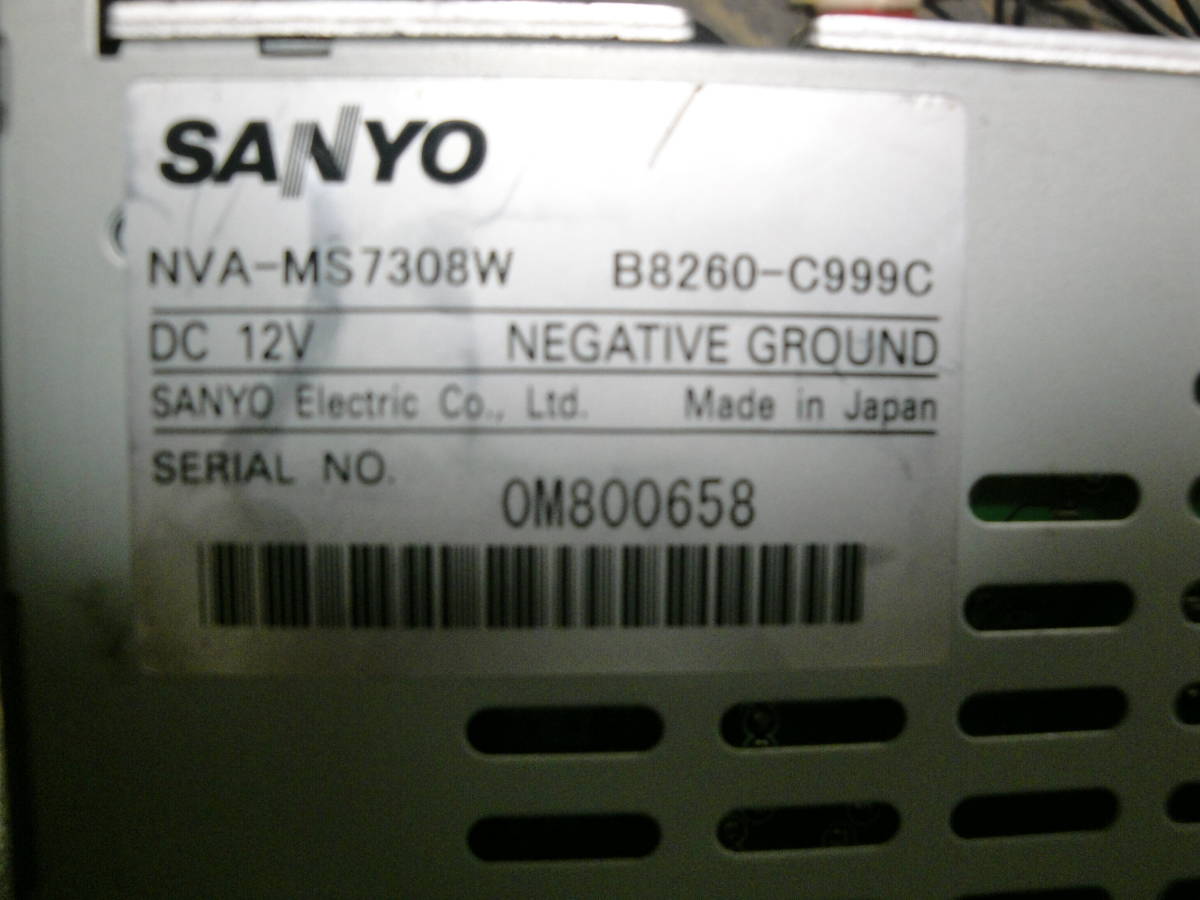 SANYO
NVA-MS7308W B8260-C999C
DC 12V NEGATIVE GROUND
SANYO Electric Co., Ltd. Made in Japan
SERIAL NO.
0M800658